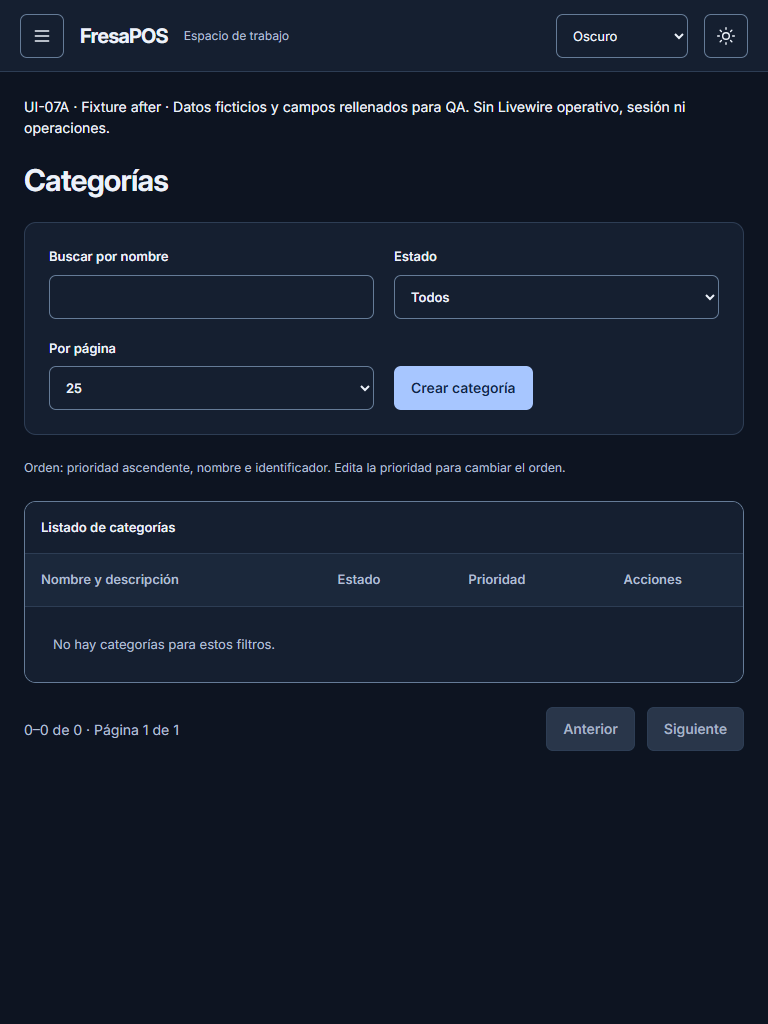 FresaPOS Espacio de trabajo Oscuro
UI-07A · Fixture after · Datos ficticios y campos rellenados para QA. Sin Livewire operativo, sesión ni
operaciones.
Categorías
Buscar por nombre Estado
Todos
Por página
25 Crear categoría
Orden: prioridad ascendente, nombre e identificador. Edita la prioridad para cambiar el orden.
Listado de categorías
Nombre y descripción Estado Prioridad Acciones
No hay categorías para estos filtros.
0–0 de 0 · Página 1 de 1 Anterior Siguiente